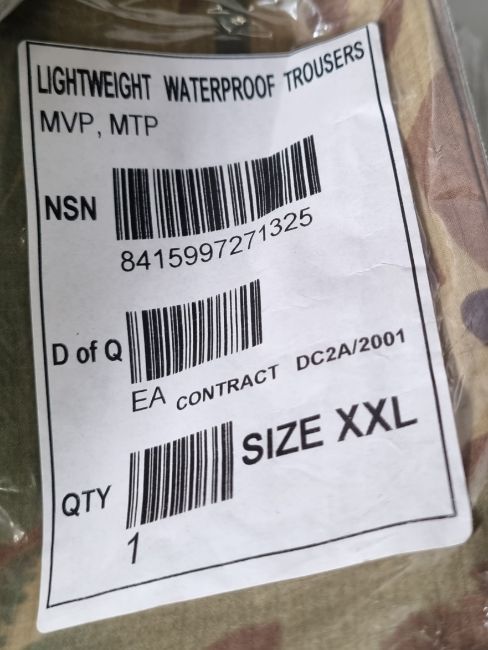 LIGHTWEIGHT WATERPROOF TROUSERS
MVP, MTP
NSN
8415997271325
D of Q
EA CONTRACT DC2A/2001
SIZE XXL
QTY
1